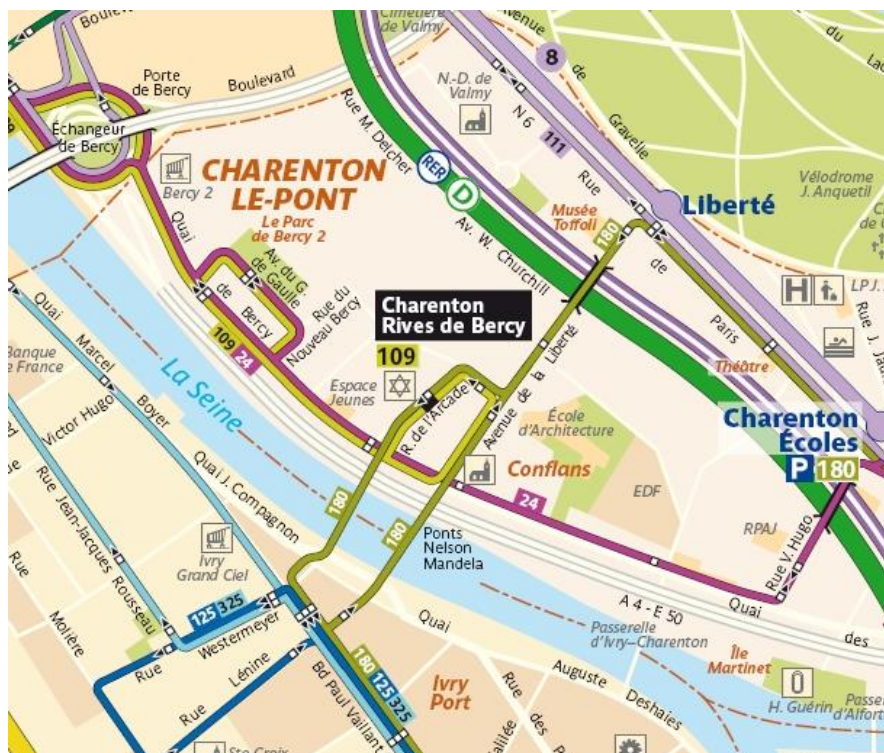 Boulevard
Cimetière
de Valmy
Avenue
de
Gravelle
du
Porte
de Bercy
Boulevard
8
N.-D. de
Valmy
N 6
111
Rue M. Delcher
Échangeur
de Bercy
Bercy 2
CHARENTON
LE-PONT
Le Parc
de Bercy 2
RER
D
Rue
Musée
Toffoli
Liberté
Vélodrome
J. Anquetil
180
de
Quai
Av. du G.
de Gaulle
Av. W. Churchill
H
LPJ.
Rue du
Nouveau Bercy
de
Bercy
Charenton
Rives de Bercy
109
Paris
Rue J.
Quai
Marcel
Boyer
109
24
Théâtre
Banque
de France
La Seine
Espace
Jeunes
R. de l'Arcade
Avenue de la Liberté
École
d'Architecture
Charenton
Écoles
P 180
Victor Hugo
Conflans
24
EDF
RPAJ
Rue V. Hugo
Quai J. Compagnon
180
180
Ponts
Nelson
Mandela
Rue Jean-Jacques Rousseau
Ivry
Grand Ciel
Rue
Molière
125 325
Rue Westermeyer
Quai
A 4 - E 50
Quai
des
Passerelle
d'Ivry–Charenton
Île
Martinet
Rue Lénine
180
125
325
Bd Paul Vaillant
Ivry
Port
Auguste
Deshaies
Rue
des
H. Guérin
Ste Croix